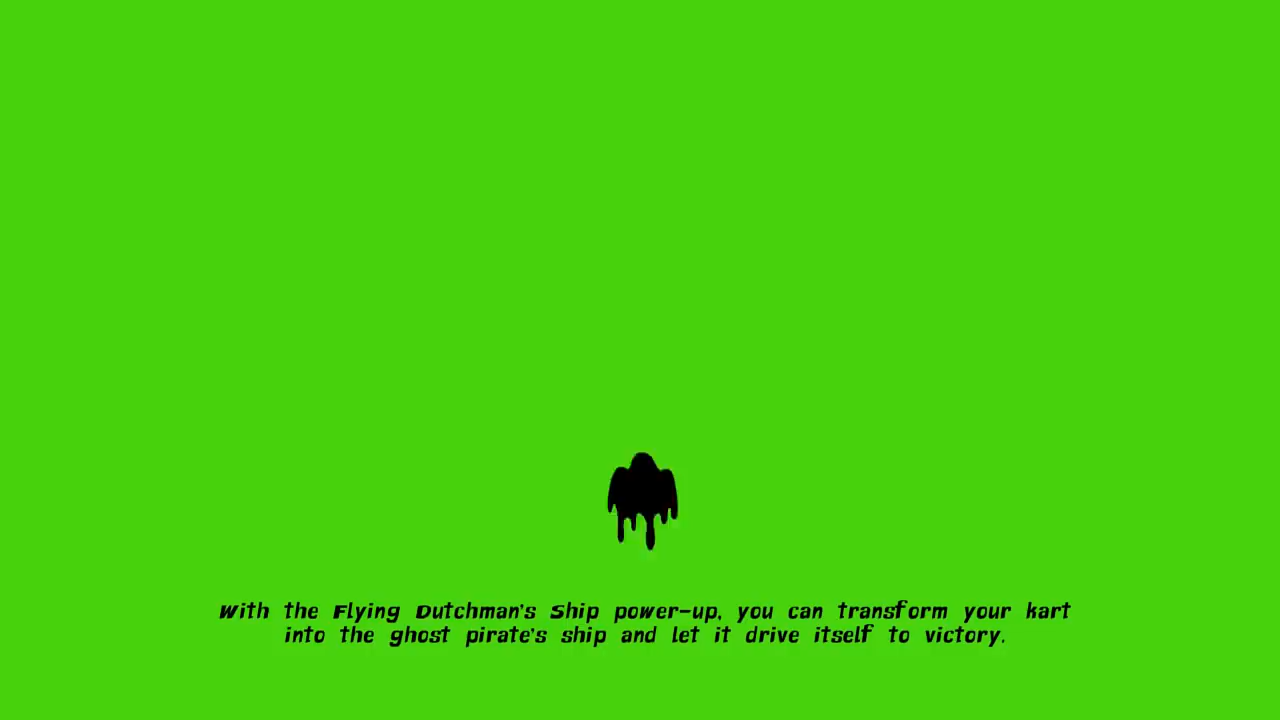 With the Flying Dutchman's Ship power-up, you can transform your kart
into the ghost pirate's ship and let it drive itself to victory.